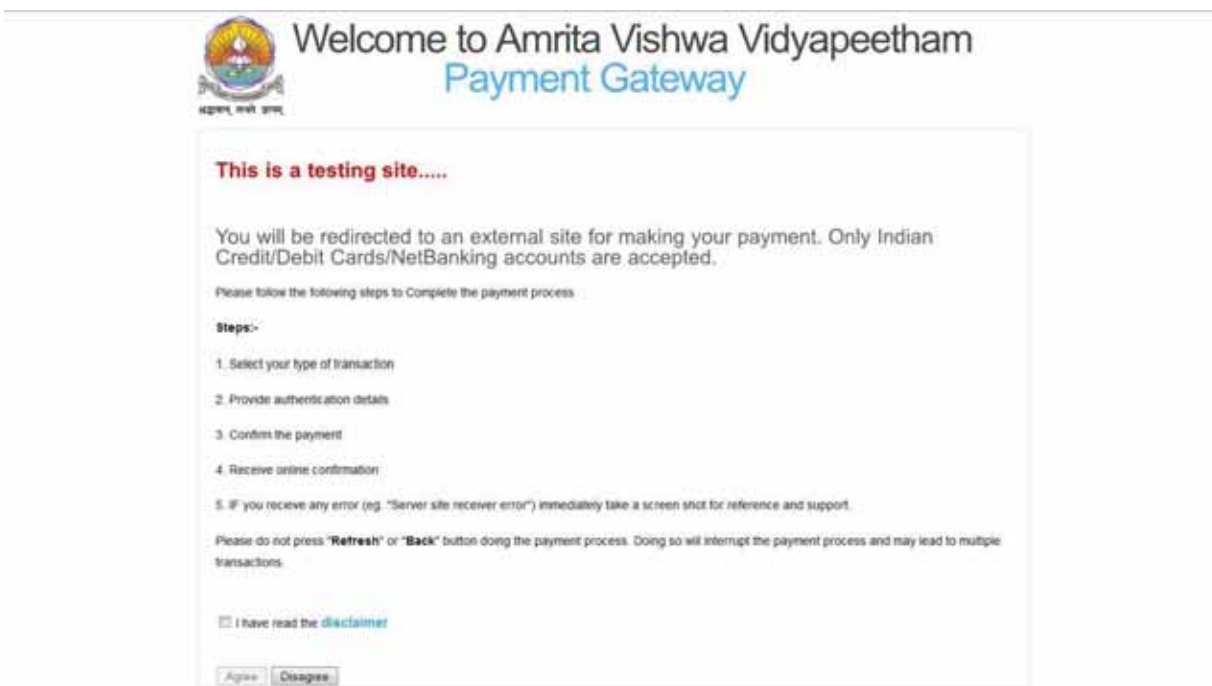 Welcome to Amrita Vishwa Vidyapeetham
Payment Gateway
This is a testing site.....
You will be redirected to an external site for making your payment. Only Indian
Credit/Debit Cards/NetBanking accounts are accepted.
Please follow the following steps to Complete the payment process
Steps:-
1. Select your type of transaction
2. Provide authentication details
3. Confirm the payment
4. Receive online confirmation
5. IF you recieve any error (eg. "Server site receiver error") immediately take a screen shot for reference and support.
Please do not press "Refresh" or "Back" button doing the payment process. Doing so will interrupt the payment process and may lead to multiple
transactions.
I have read the disclaimer
Agree Disagree